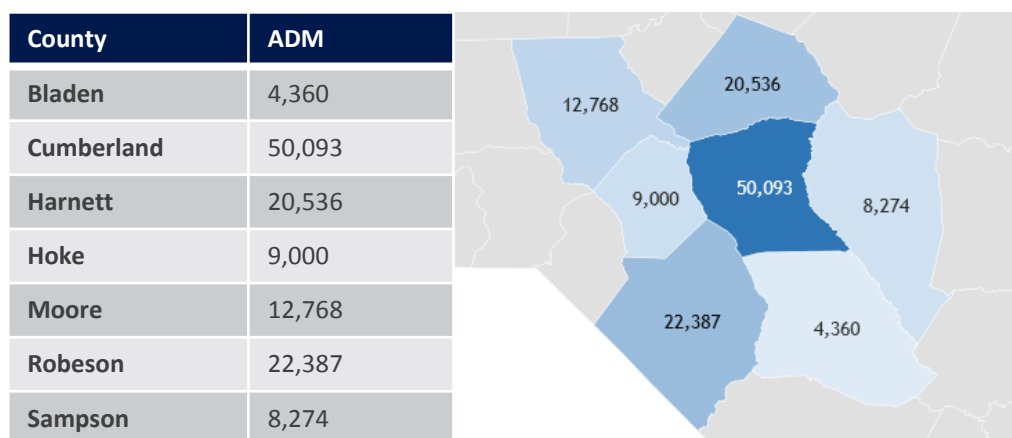 County ADM
Bladen 4,360
Cumberland 50,093
Harnett 20,536
Hoke 9,000
Moore 12,768
Robeson 22,387
Sampson 8,274
20,536
12,768
50,093
9,000
8,274
22,387
4,360